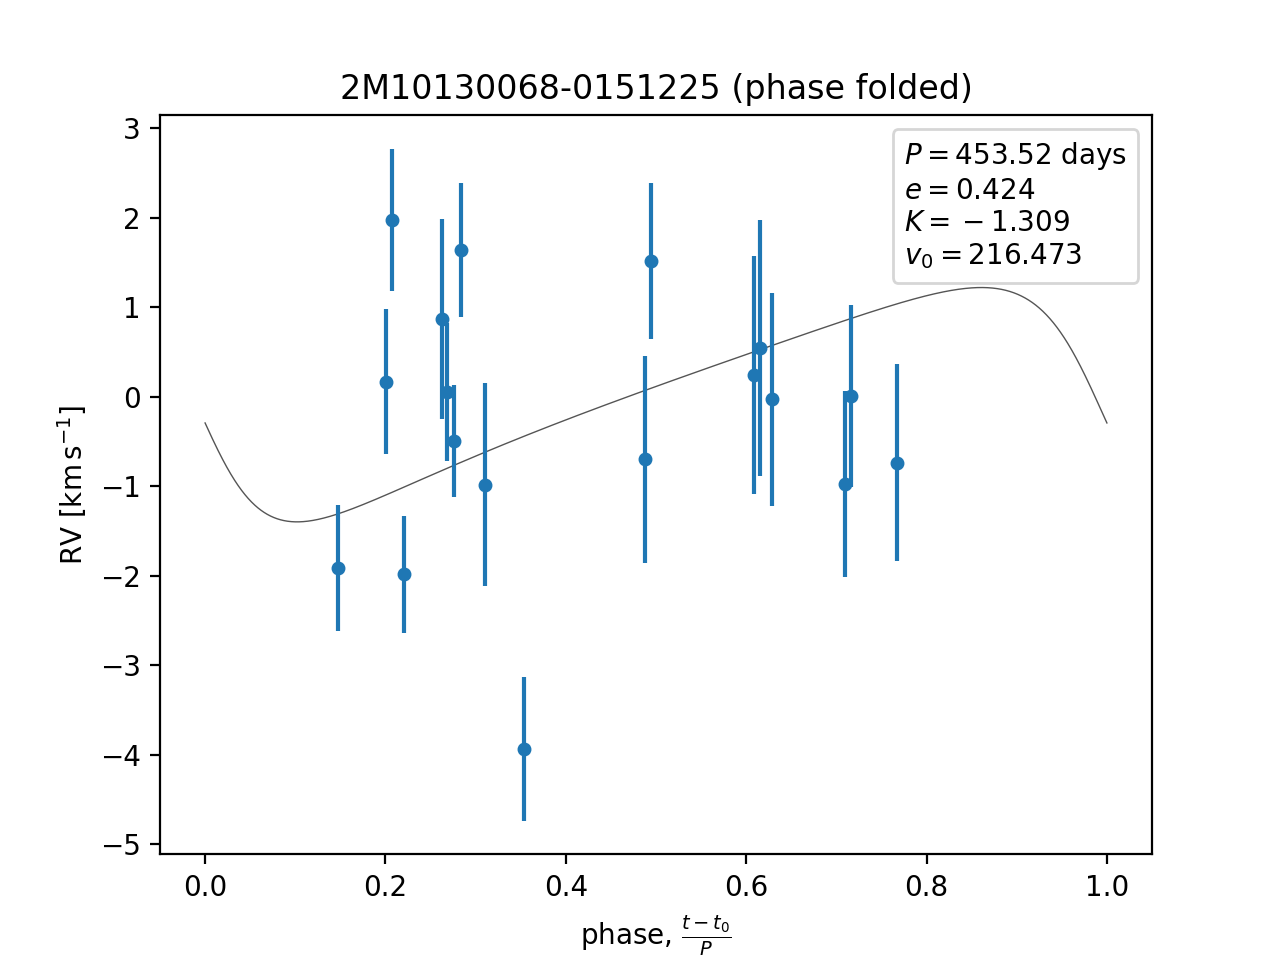 2M10130068-0151225 (phase folded)
P = 453.52 days
e = 0.424
K = −1.309
v₀ = 216.473
3
2
1
0
−1
−2
−3
−4
−5
RV [km s⁻¹]
0.0 0.2 0.4 0.6 0.8 1.0
phase, (t − t₀)/P